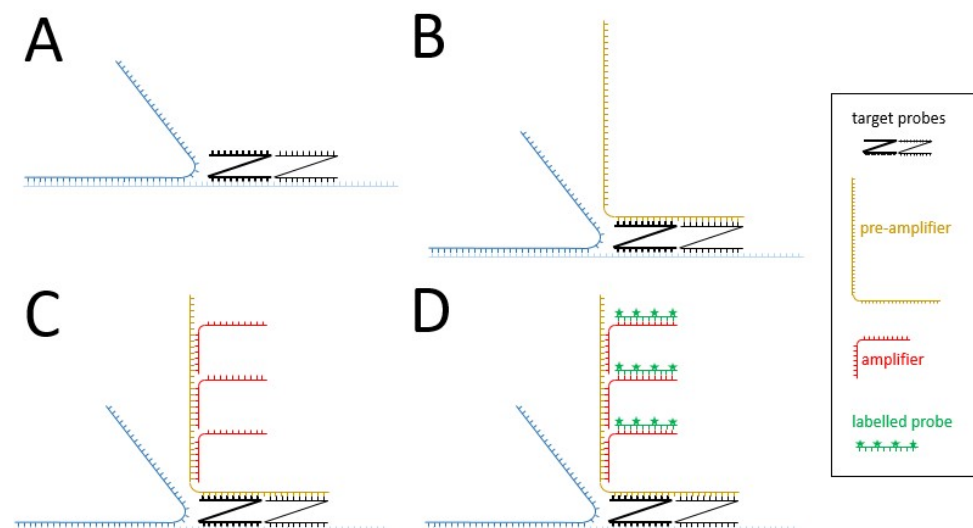 A
B
C
D
target probes
pre-amplifier
amplifier
labelled probe